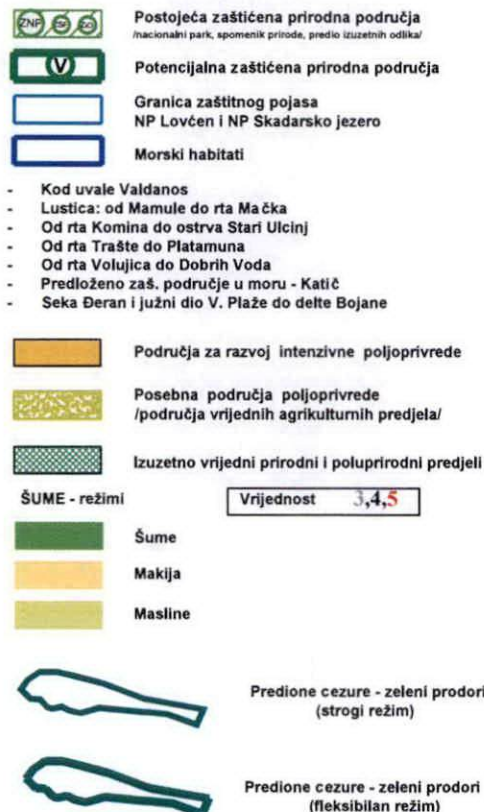 ZNP
Postojeća zaštićena prirodna područja
/nacionalni park, spomenik prirode, predio izuzetnih odlika/
V
Potencijalna zaštićena prirodna područja
Granica zaštitnog pojasa
NP Lovćen i NP Skadarsko jezero
Morski habitati
- Kod uvale Valdanos
- Lustica: od Mamule do rta Mačka
- Od rta Komina do ostrva Stari Ulcinj
- Od rta Trašte do Platamuna
- Od rta Volujica do Dobrih Voda
- Predloženo zaš. područje u moru - Katič
- Seka Đeran i južni dio V. Plaže do delte Bojane
Područja za razvoj intenzivne poljoprivrede
Posebna područja poljoprivrede
/područja vrijednih agrikulturnih predjela/
Izuzetno vrijedni prirodni i poluprirodni predjeli
ŠUME - režimi
Vrijednost 3,4,5
Šume
Makija
Masline
Predione cezure - zeleni prodori
(strogi režim)
Predione cezure - zeleni prodori
(fleksibilan režim)